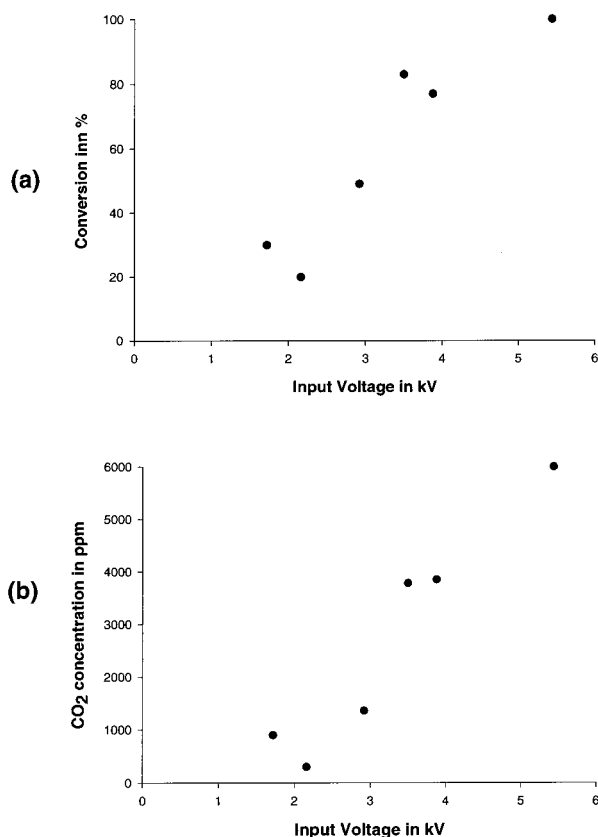 (a)
Conversion inn %
100
80
60
40
20
0
0 1 2 3 4 5 6
Input Voltage in kV
(b)
CO2 concentration in ppm
6000
5000
4000
3000
2000
1000
0
0 1 2 3 4 5 6
Input Voltage in kV